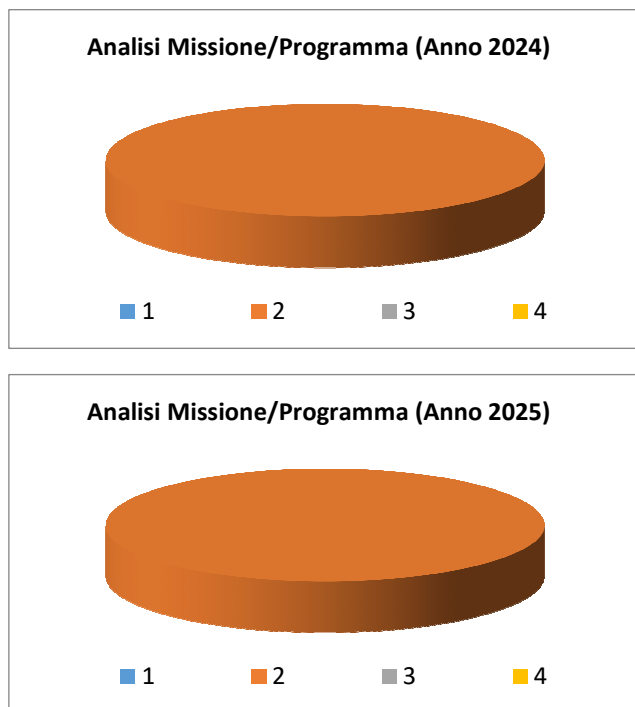 Analisi Missione/Programma (Anno 2024)
1 2 3 4
Analisi Missione/Programma (Anno 2025)
1 2 3 4